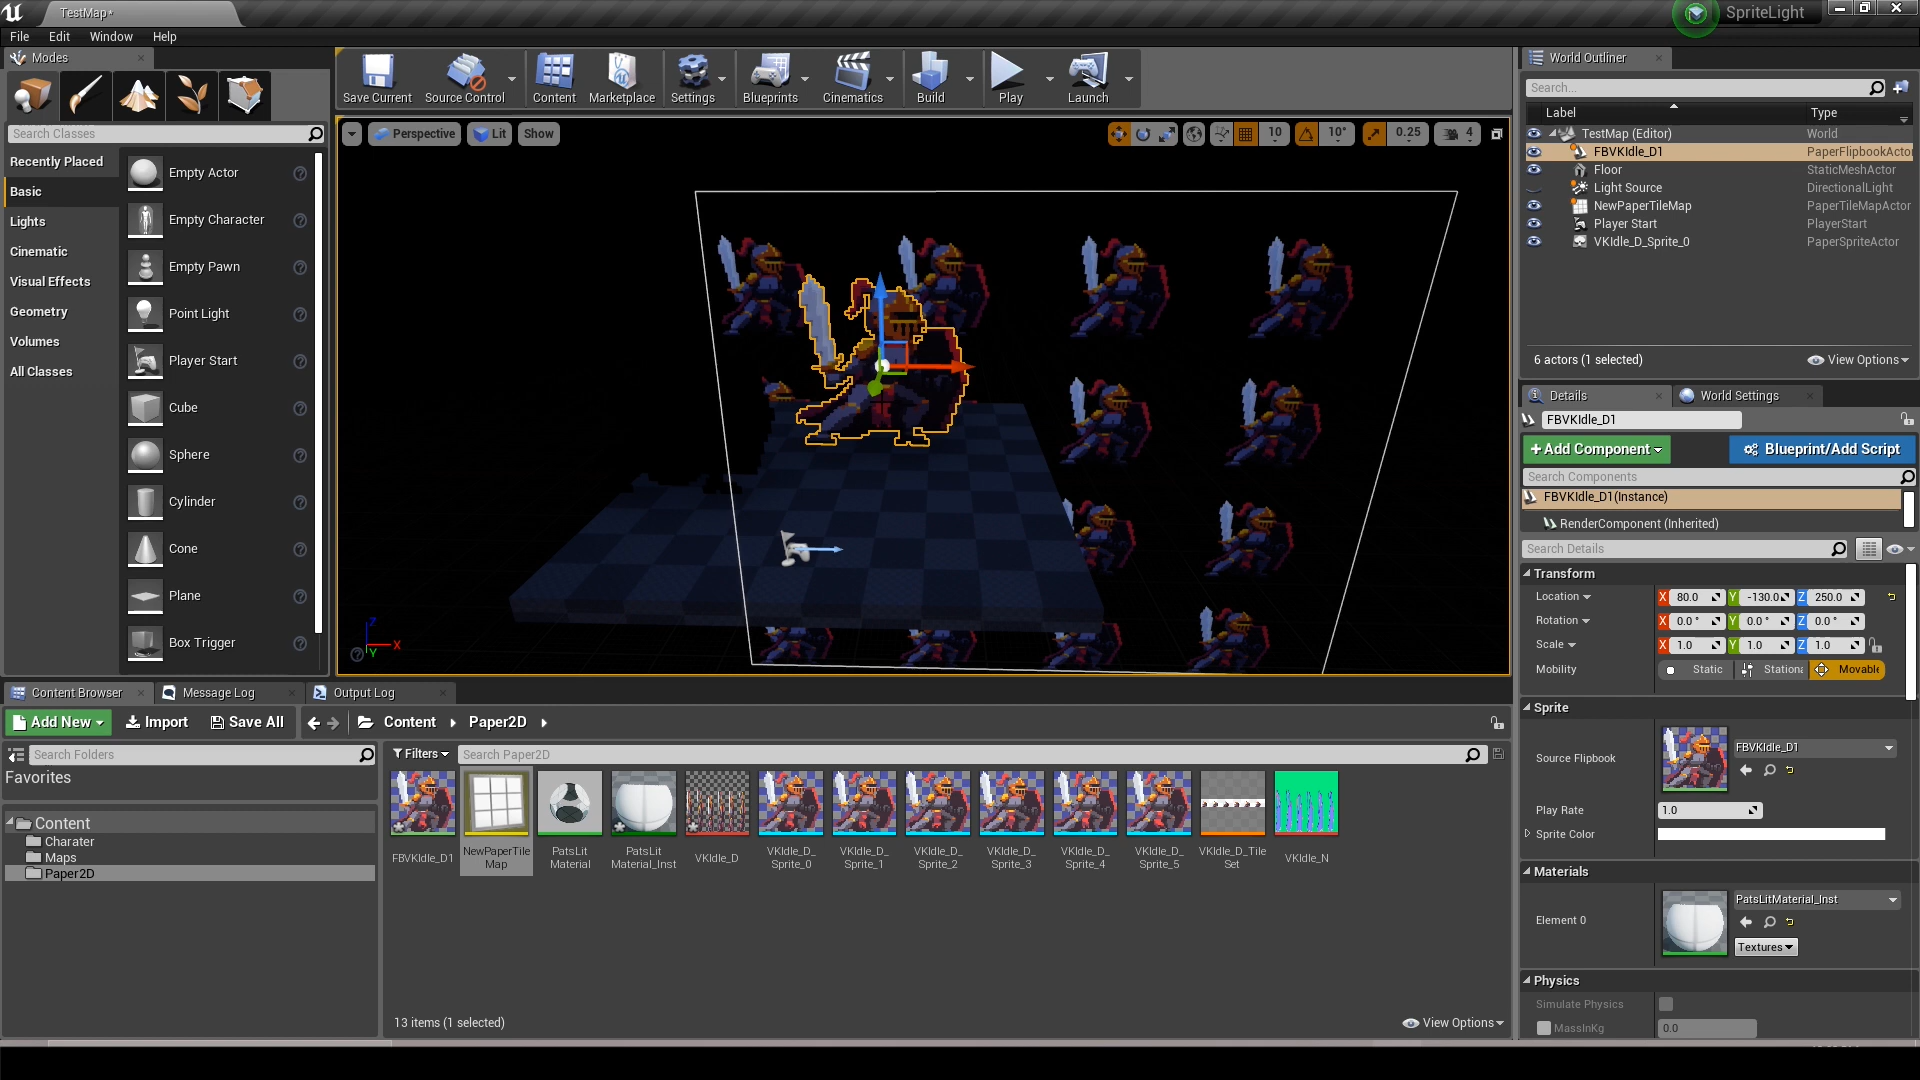 TestMap*
SpriteLight
File Edit Window Help
Modes
Search Classes
Recently Placed
Basic
Lights
Cinematic
Visual Effects
Geometry
Volumes
All Classes
Empty Actor
Empty Character
Empty Pawn
Point Light
Player Start
Cube
Sphere
Cylinder
Cone
Plane
Box Trigger
Save Current
Source Control
Content
Marketplace
Settings
Blueprints
Cinematics
Build
Play
Launch
Perspective Lit Show
10 10° 0.25 4
Z
X
Y
World Outliner
Search...
Label Type
TestMap (Editor) World
FBVKIdle_D1 PaperFlipbookActor
Floor StaticMeshActor
Light Source DirectionalLight
NewPaperTileMap PaperTileMapActor
Player Start PlayerStart
VKIdle_D_Sprite_0 PaperSpriteActor
6 actors (1 selected) View Options
Details World Settings
FBVKIdle_D1
+Add Component Blueprint/Add Script
Search Components
FBVKIdle_D1(Instance)
RenderComponent (Inherited)
Search Details
Transform
Location X 80.0 Y -130.0 Z 250.0
Rotation X 0.0 ° Y 0.0 ° Z 0.0 °
Scale X 1.0 Y 1.0 Z 1.0
Mobility Static Stationa Movable
Sprite
Source Flipbook FBVKIdle_D1
Play Rate 1.0
Sprite Color
Materials
Element 0 PatsLitMaterial_Inst
Textures
Physics
Simulate Physics
MassInKg 0.0
Content Browser Message Log Output Log
Add New Import Save All Content Paper2D
Search Folders
Favorites
Content
Charater
Maps
Paper2D
Filters Search Paper2D
FBVKIdle_D1
NewPaperTile
Map
PatsLit
Material
PatsLit
Material_Inst
VKIdle_D
VKIdle_D_
Sprite_0
VKIdle_D_
Sprite_1
VKIdle_D_
Sprite_2
VKIdle_D_
Sprite_3
VKIdle_D_
Sprite_4
VKIdle_D_
Sprite_5
VKIdle_D_Tile
Set
VKIdle_N
13 items (1 selected) View Options